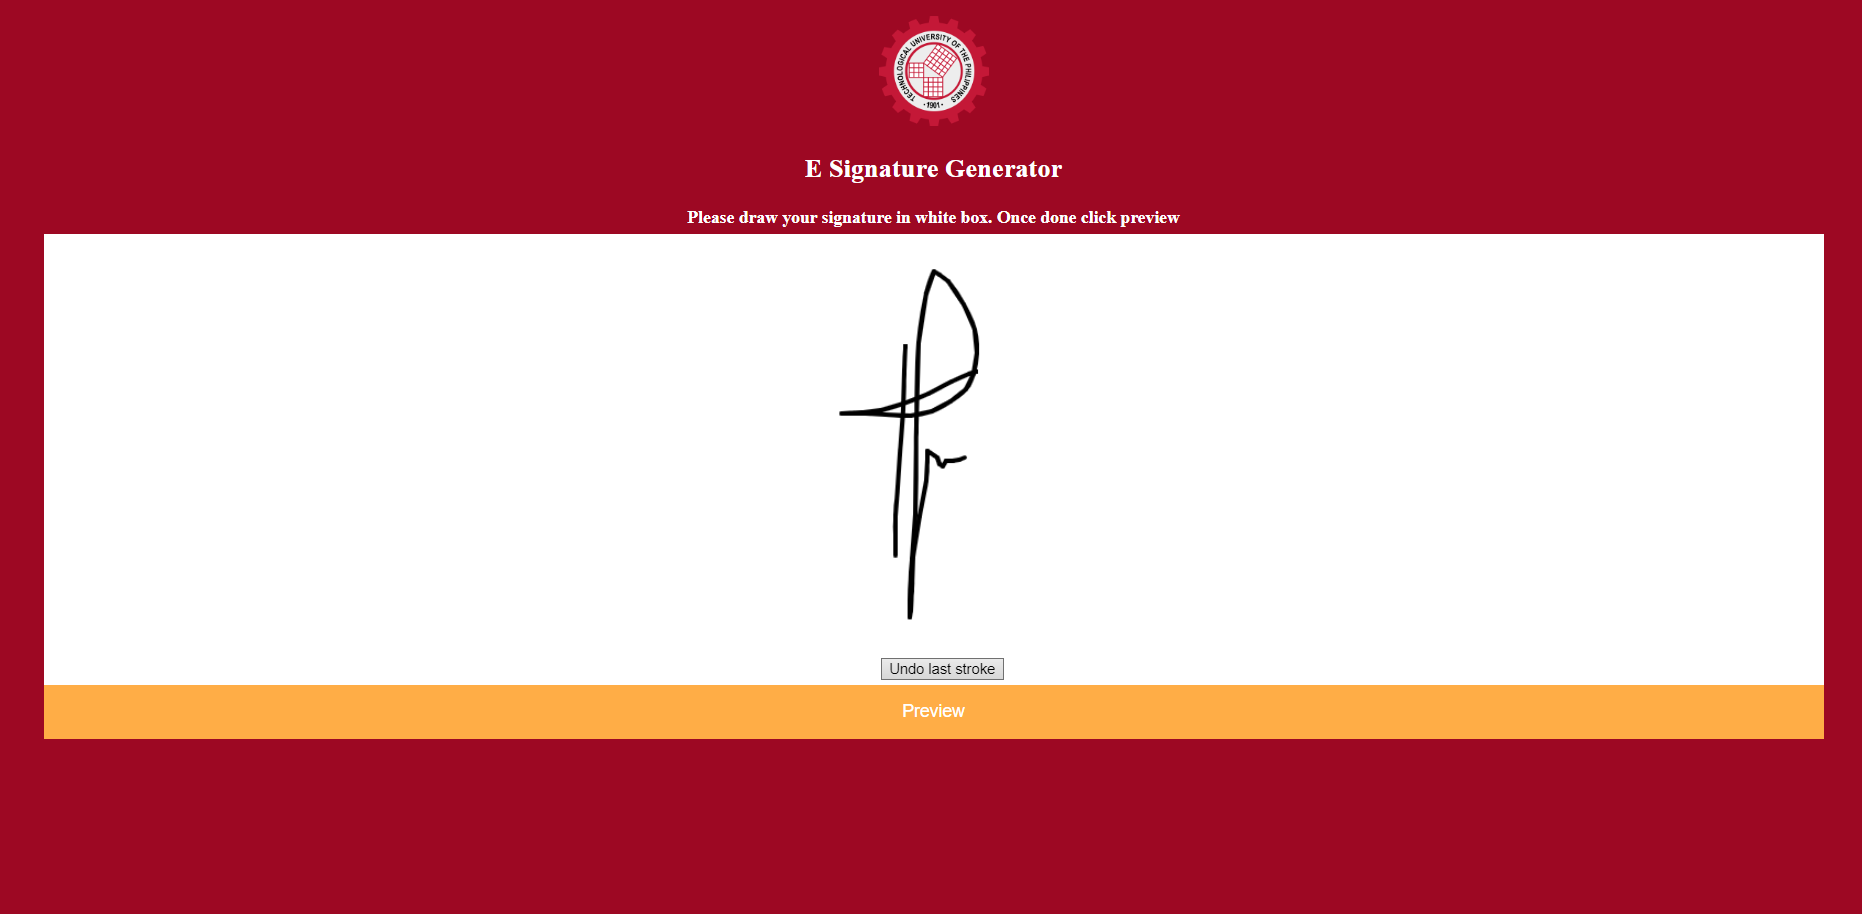 TECHNOLOGICAL UNIVERSITY OF THE PHILIPPINES
· 1901 ·
E Signature Generator
Please draw your signature in white box. Once done click preview
Undo last stroke
Preview